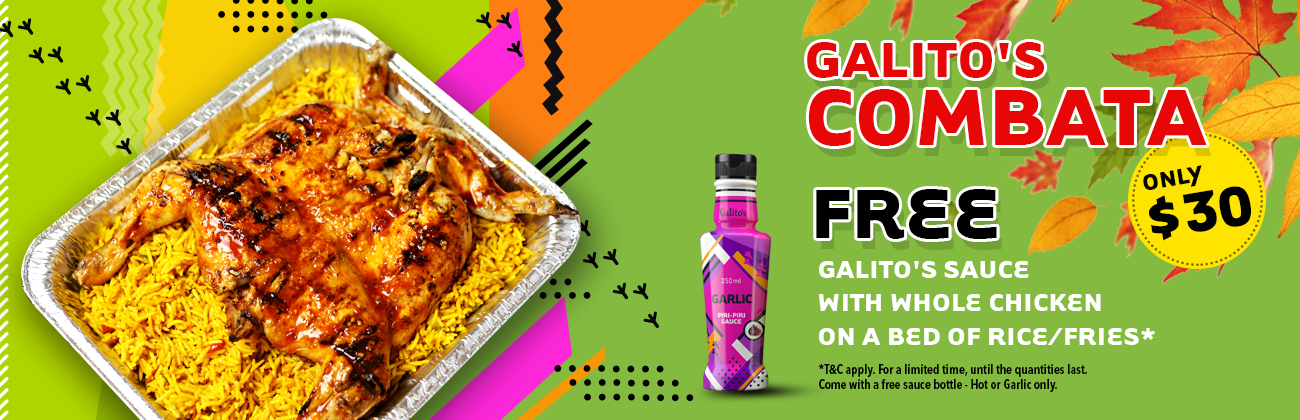 GALITO'S
COMBATA
ONLY
$30
FREE
GALITO'S SAUCE
WITH WHOLE CHICKEN
ON A BED OF RICE/FRIES*
*T&C apply. For a limited time, until the quantities last.
Come with a free sauce bottle - Hot or Garlic only.
Galito's
250ml
GARLIC
PIRI-PIRI
SAUCE